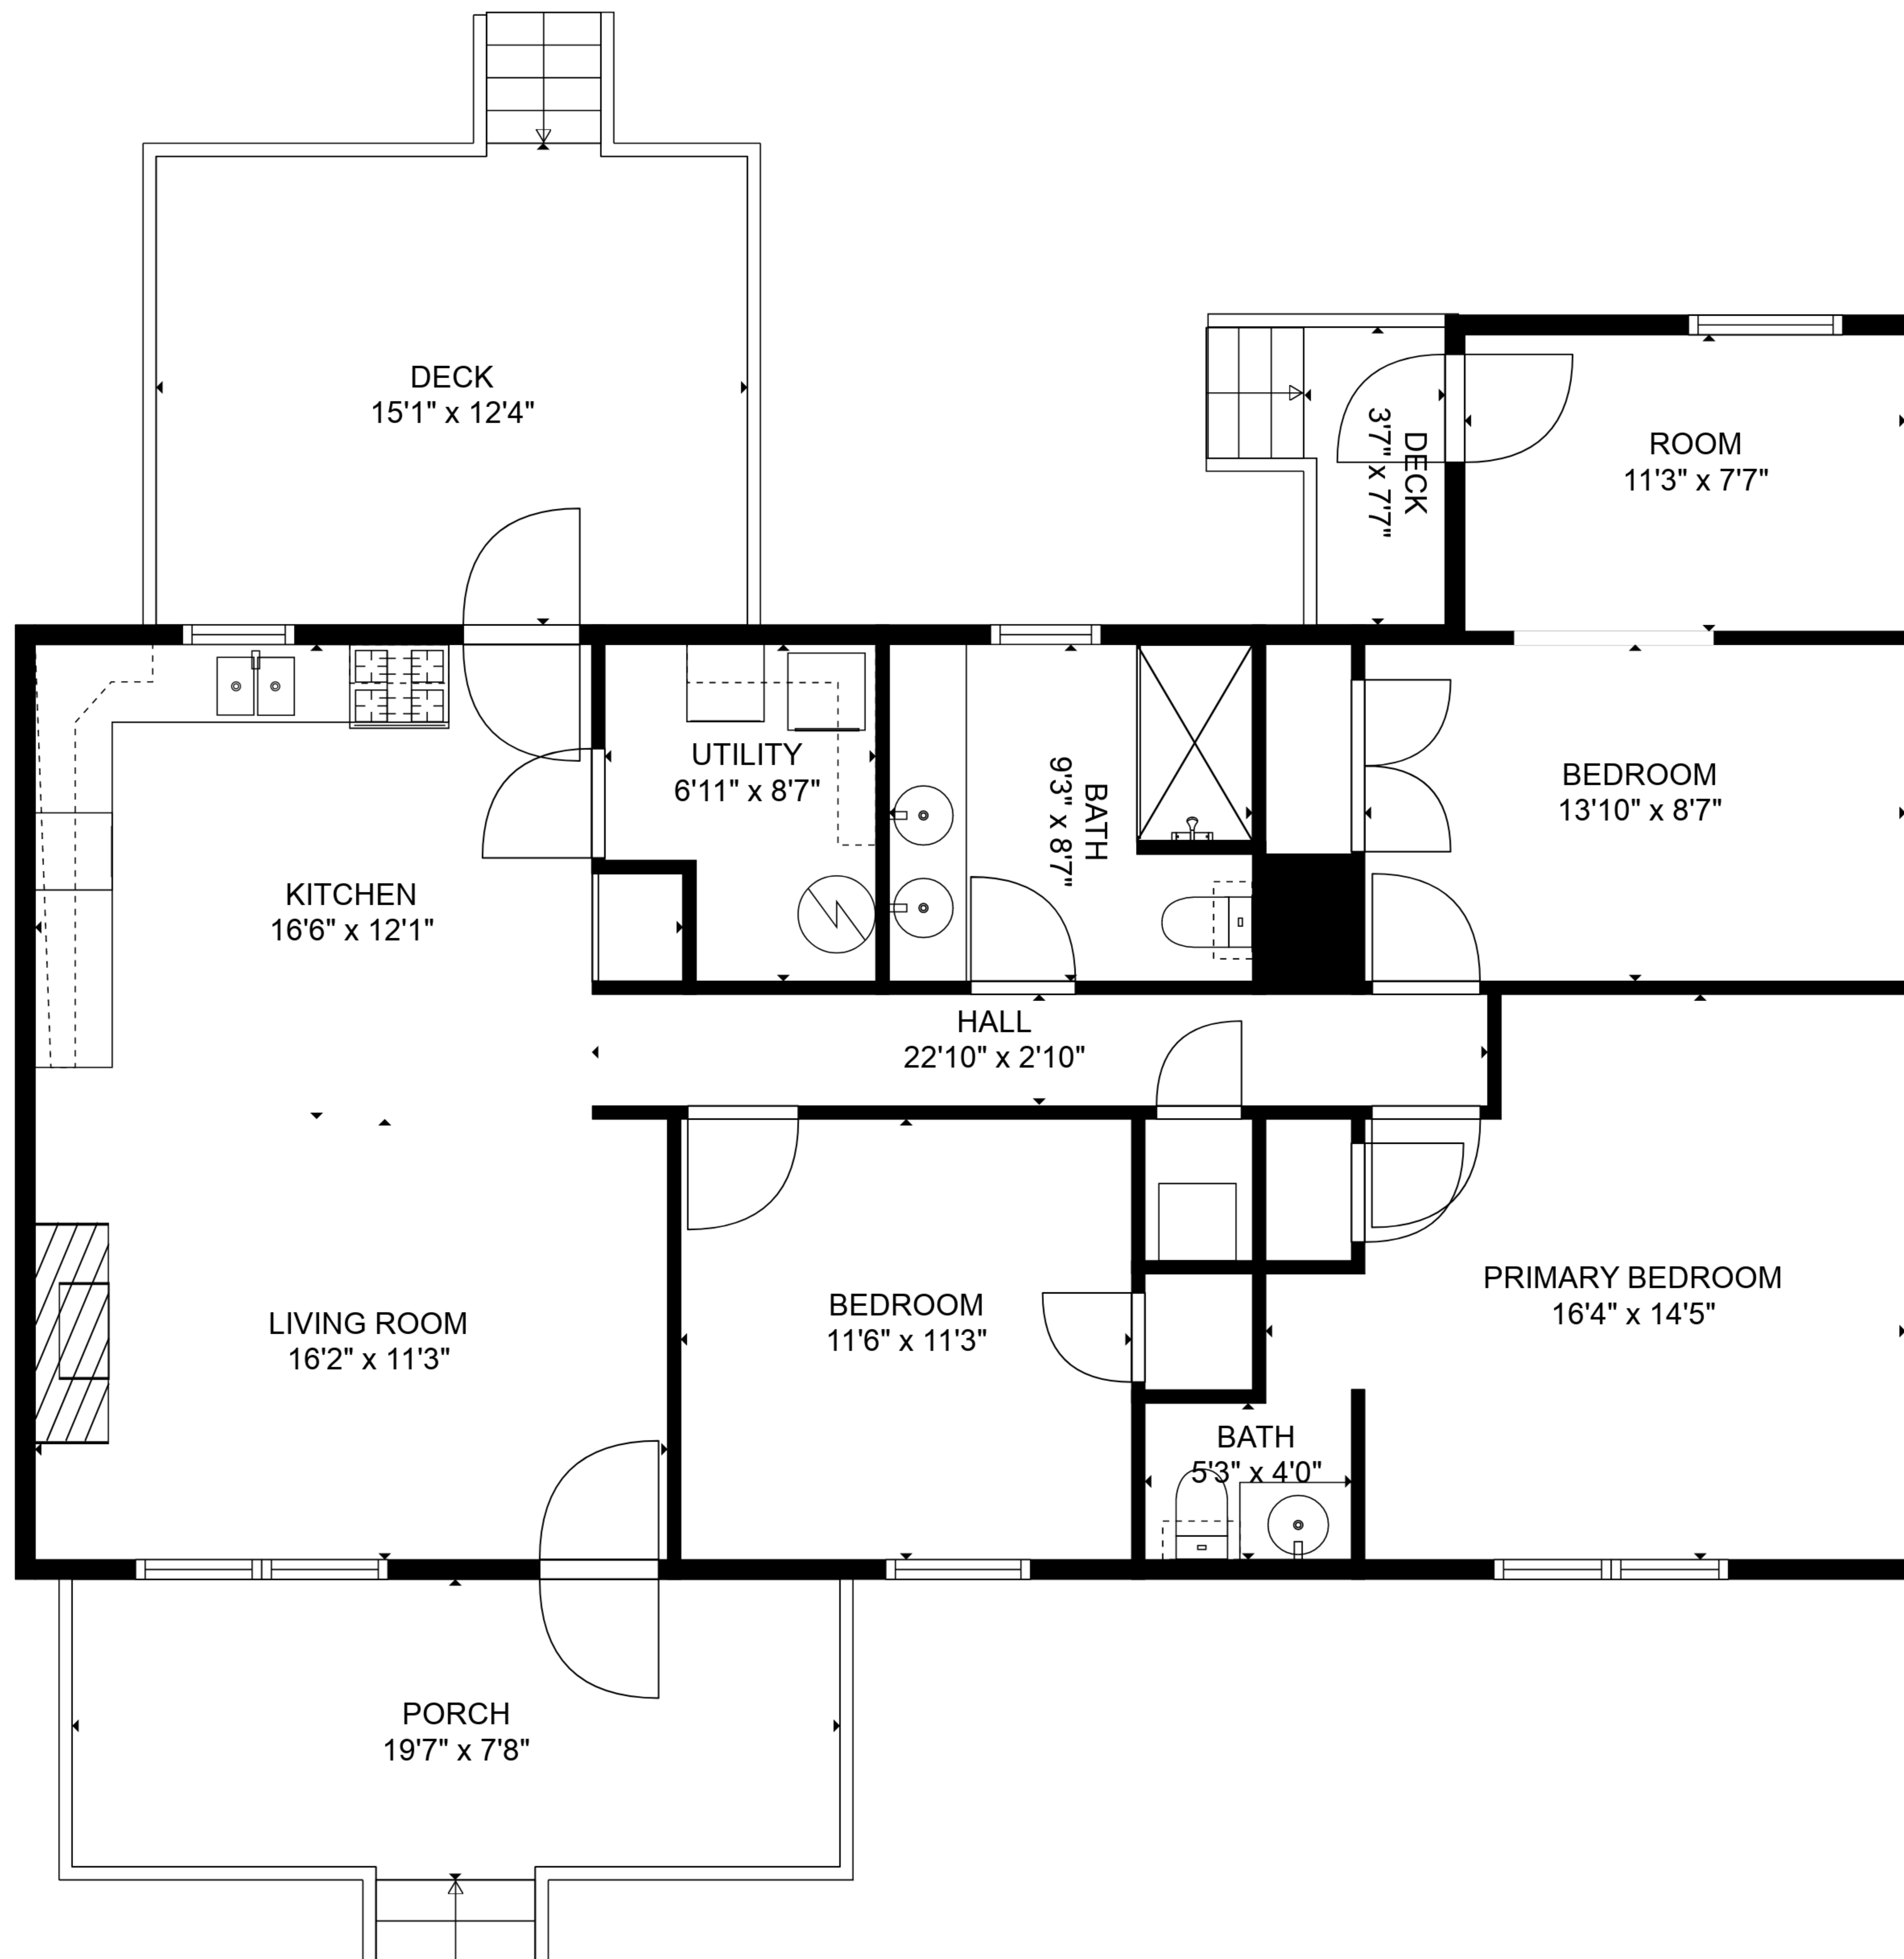 DECK
15'1" x 12'4"
DECK
3'7" x 7'7"
ROOM
11'3" x 7'7"
UTILITY
6'11" x 8'7"
BATH
9'3" x 8'7"
BEDROOM
13'10" x 8'7"
KITCHEN
16'6" x 12'1"
HALL
22'10" x 2'10"
LIVING ROOM
16'2" x 11'3"
BEDROOM
11'6" x 11'3"
PRIMARY BEDROOM
16'4" x 14'5"
BATH
5'3" x 4'0"
PORCH
19'7" x 7'8"